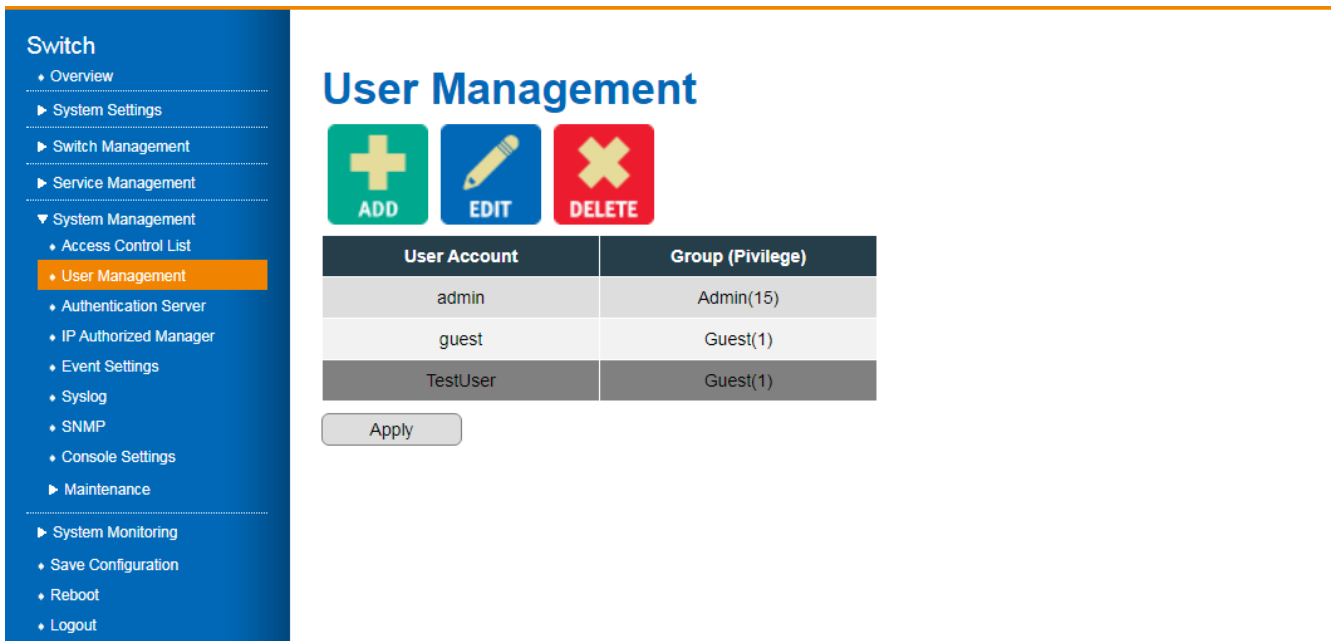 Switch
Overview
System Settings
Switch Management
Service Management
System Management
Access Control List
User Management
Authentication Server
IP Authorized Manager
Event Settings
Syslog
SNMP
Console Settings
Maintenance
System Monitoring
Save Configuration
Reboot
Logout
User Management
ADD EDIT DELETE
User Account Group (Pivilege)
admin Admin(15)
guest Guest(1)
TestUser Guest(1)
Apply